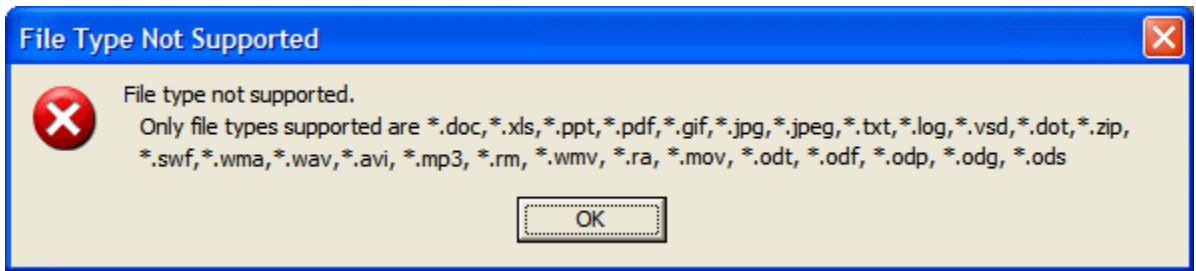 File Type Not Supported
File type not supported.
Only file types supported are *.doc,*.xls,*.ppt,*.pdf,*.gif,*.jpg,*.jpeg,*.txt,*.log,*.vsd,*.dot,*.zip,
*.swf,*.wma,*.wav,*.avi, *.mp3, *.rm, *.wmv, *.ra, *.mov, *.odt, *.odf, *.odp, *.odg, *.ods
OK